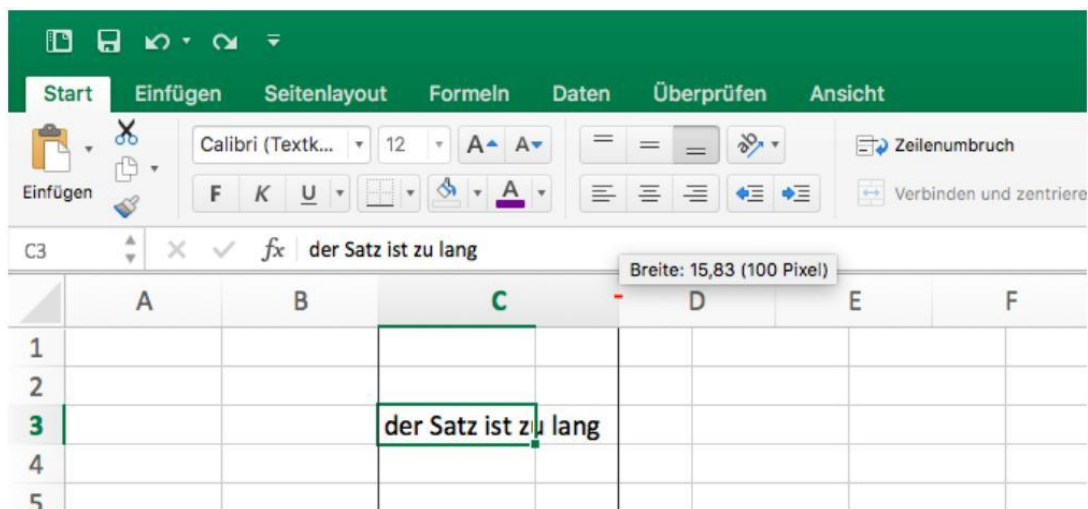 Start Einfügen Seitenlayout Formeln Daten Überprüfen Ansicht
Calibri (Textk... 12 A A Zeilenumbruch
Einfügen F K U A Verbinden und zentriere
C3 fx der Satz ist zu lang
Breite: 15,83 (100 Pixel)
A B C D E F
1
2
3 der Satz ist zu lang
4
5